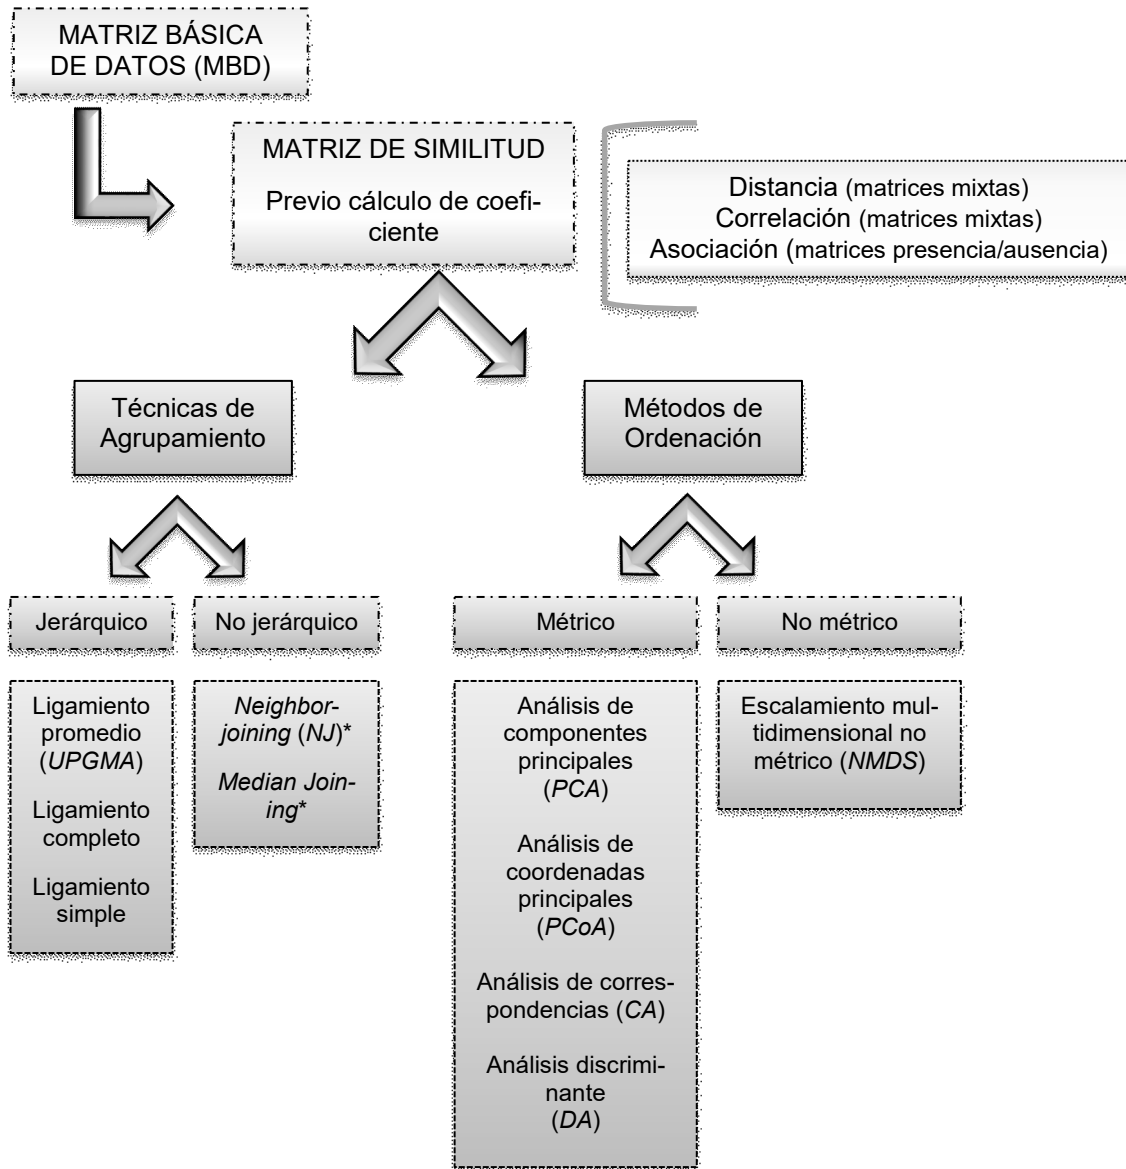 MATRIZ BÁSICA
DE DATOS (MBD)
MATRIZ DE SIMILITUD
Previo cálculo de coefi-
ciente
Distancia (matrices mixtas)
Correlación (matrices mixtas)
Asociación (matrices presencia/ausencia)
Técnicas de
Agrupamiento
Métodos de
Ordenación
Jerárquico
No jerárquico
Métrico
No métrico
Ligamiento
promedio
(UPGMA)
Ligamiento
completo
Ligamiento
simple
Neighbor-
joining (NJ)*
Median Join-
ing*
Análisis de
componentes
principales
(PCA)
Análisis de
coordenadas
principales
(PCoA)
Análisis de corres-
pondencias (CA)
Análisis discrimi-
nante
(DA)
Escalamiento mul-
tidimensional no
métrico (NMDS)